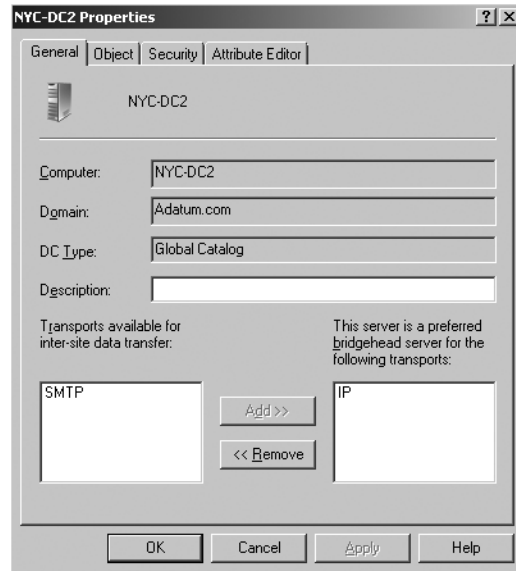 NYC-DC2 Properties
General Object Security Attribute Editor
NYC-DC2
Computer: NYC-DC2
Domain: Adatum.com
DC Type: Global Catalog
Description:
Transports available for
inter-site data transfer:
This server is a preferred
bridgehead server for the
following transports:
SMTP
IP
Add >>
<< Remove
OK Cancel Apply Help